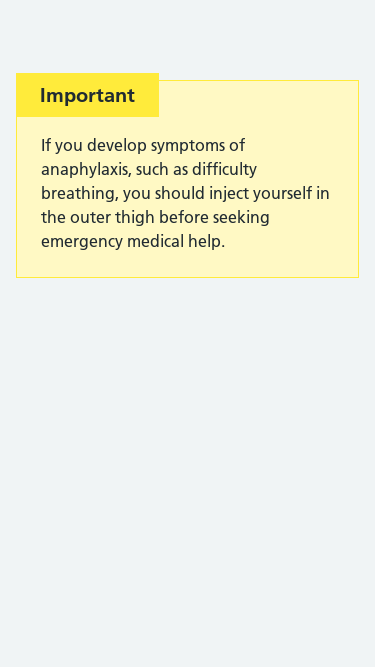 Important
If you develop symptoms of
anaphylaxis, such as difficulty
breathing, you should inject yourself in
the outer thigh before seeking
emergency medical help.